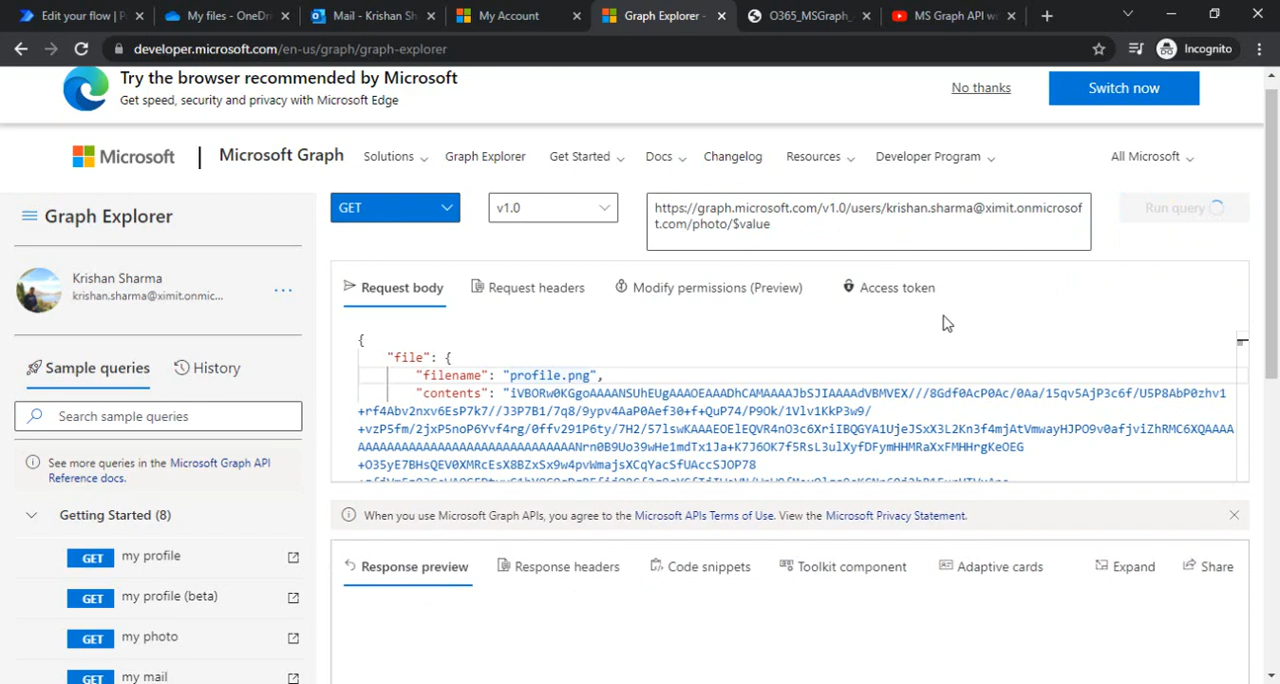 Edit your flow | P
My files - OneDr
Mail - Krishan Sh
My Account
Graph Explorer -
O365_MSGraph_
MS Graph API w
developer.microsoft.com/en-us/graph/graph-explorer
Incognito
Try the browser recommended by Microsoft
Get speed, security and privacy with Microsoft Edge
No thanks
Switch now
Microsoft
Microsoft Graph
Solutions
Graph Explorer
Get Started
Docs
Changelog
Resources
Developer Program
All Microsoft
Graph Explorer
GET
v1.0
https://graph.microsoft.com/v1.0/users/krishan.sharma@ximit.onmicrosof
t.com/photo/$value
Run query
Krishan Sharma
krishan.sharma@ximit.onmic...
Request body
Request headers
Modify permissions (Preview)
Access token
{
"file": {
"filename": "profile.png",
"contents":
Sample queries
History
Search sample queries
See more queries in the Microsoft Graph API
Reference docs.
When you use Microsoft Graph APIs, you agree to the Microsoft APIs Terms of Use. View the Microsoft Privacy Statement.
Getting Started (8)
GET my profile
GET my profile (beta)
GET my photo
GET my mail
Response preview
Response headers
Code snippets
Toolkit component
Adaptive cards
Expand
Share